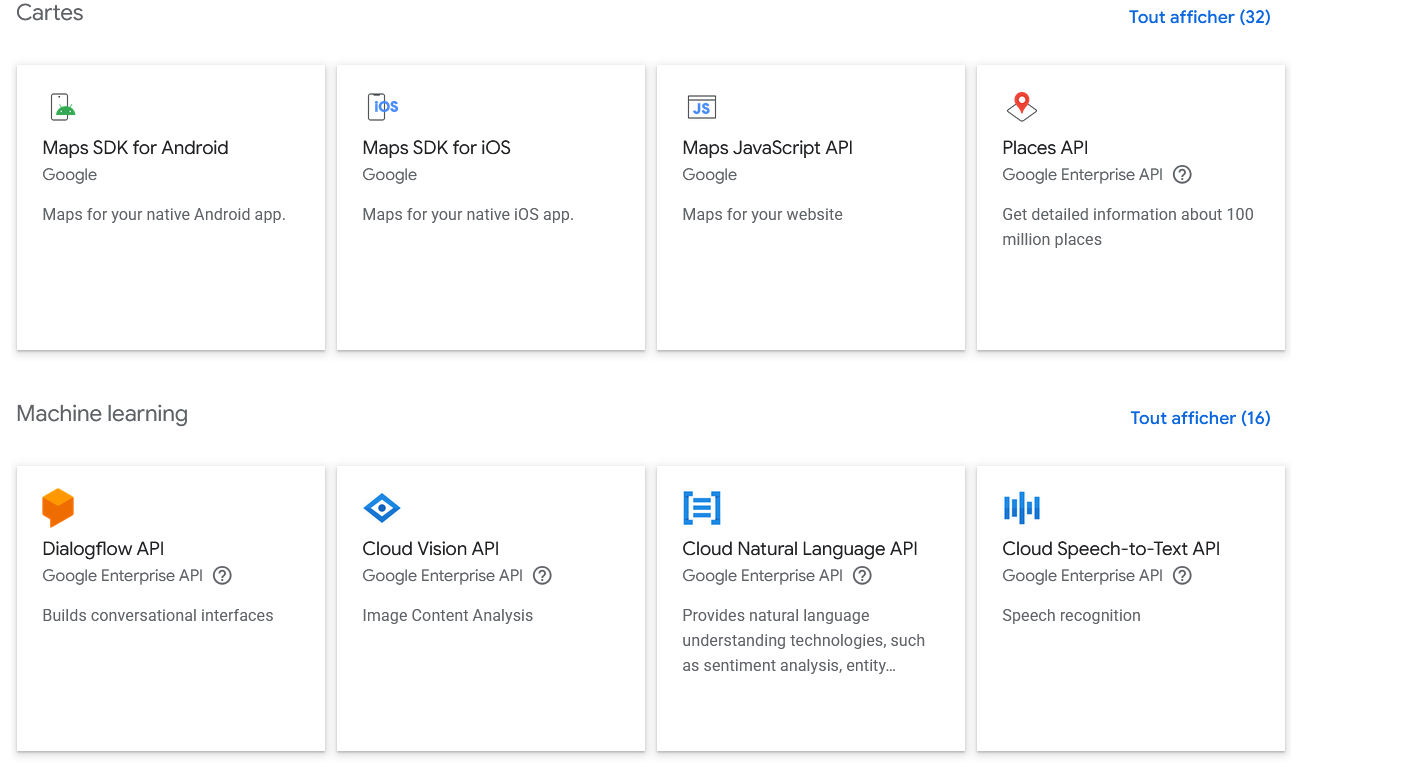 Cartes
Tout afficher (32)
iOS
JS
Maps SDK for Android
Google
Maps for your native Android app.
Maps SDK for iOS
Google
Maps for your native iOS app.
Maps JavaScript API
Google
Maps for your website
Places API
Google Enterprise API ?
Get detailed information about 100
million places
Machine learning
Tout afficher (16)
Dialogflow API
Google Enterprise API ?
Builds conversational interfaces
Cloud Vision API
Google Enterprise API ?
Image Content Analysis
Cloud Natural Language API
Google Enterprise API ?
Provides natural language
understanding technologies, such
as sentiment analysis, entity...
Cloud Speech-to-Text API
Google Enterprise API ?
Speech recognition